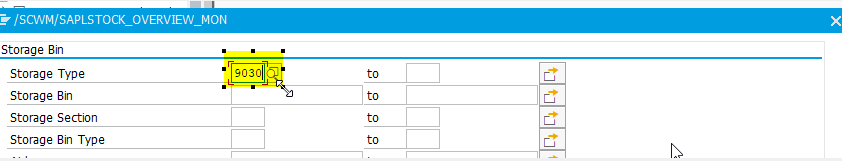 /SCWM/SAPLSTOCK_OVERVIEW_MON
Storage Bin
Storage Type 9030 to
Storage Bin to
Storage Section to
Storage Bin Type to